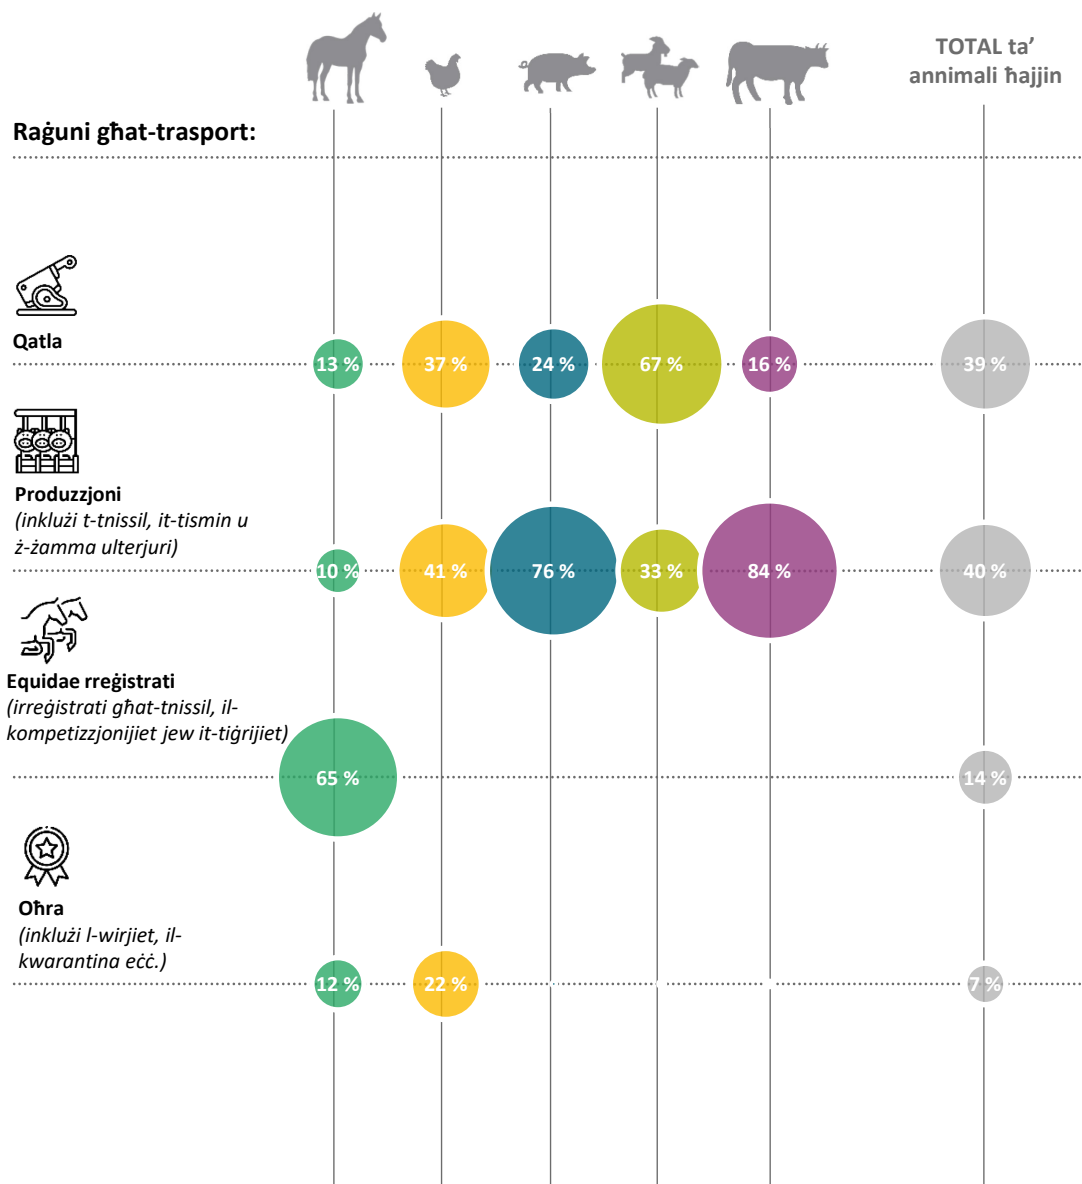 TOTAL ta’
annimali ħajjin
Raġuni għat-trasport:
Qatla
13 % 37 % 24 % 67 % 16 % 39 %
Produzzjoni
(inklużi t-tnissil, it-tismin u
ż-żamma ulterjuri)
10 % 41 % 76 % 33 % 84 % 40 %
Equidae rreġistrati
(irreġistrati għat-tnissil, il-
kompetizzjonijiet jew it-tiġrijiet)
65 % 14 %
Oħra
(inklużi l-wirjiet, il-
kwarantina eċċ.)
12 % 22 % 7 %